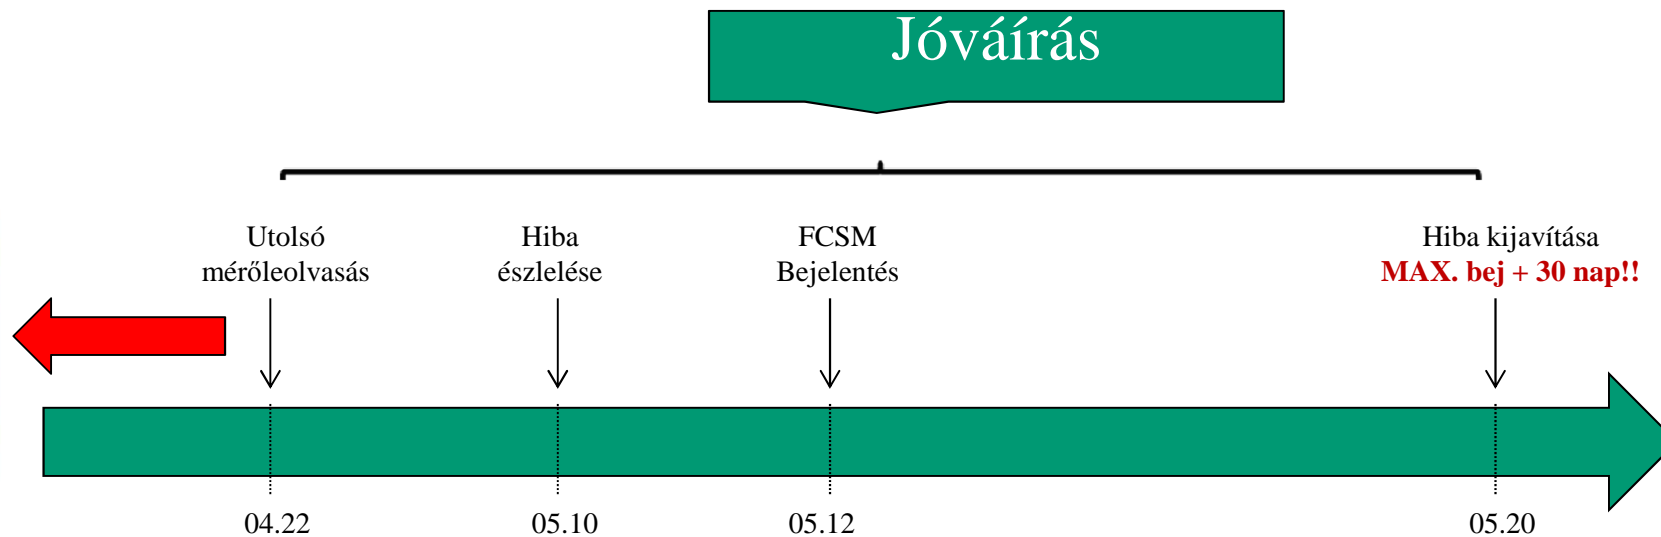 Jóváírás
Utolsó
mérőleolvasás
Hiba
észlelése
FCSM
Bejelentés
Hiba kijavítása
MAX. bej + 30 nap!!
04.22
05.10
05.12
05.20